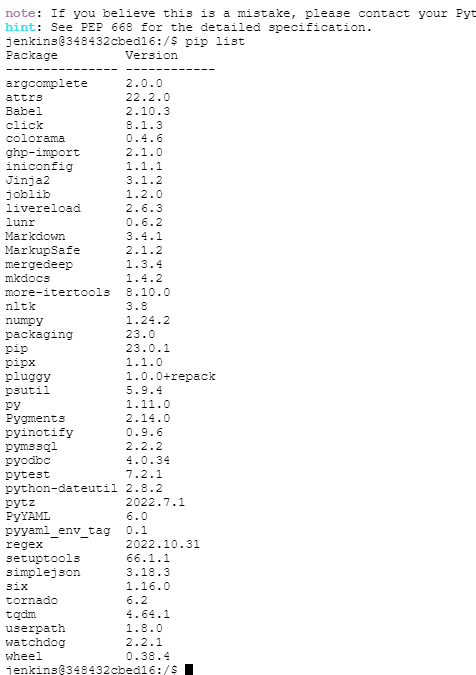 note: If you believe this is a mistake, please contact your Pyt
hint: See PEP 668 for the detailed specification.
jenkins@348432cbed16:/$ pip list
Package Version
--------------- ------------
argcomplete 2.0.0
attrs 22.2.0
Babel 2.10.3
click 8.1.3
colorama 0.4.6
ghp-import 2.1.0
iniconfig 1.1.1
Jinja2 3.1.2
joblib 1.2.0
livereload 2.6.3
lunr 0.6.2
Markdown 3.4.1
MarkupSafe 2.1.2
mergedeep 1.3.4
mkdocs 1.4.2
more-itertools 8.10.0
nltk 3.8
numpy 1.24.2
packaging 23.0
pip 23.0.1
pipx 1.1.0
pluggy 1.0.0+repack
psutil 5.9.4
py 1.11.0
Pygments 2.14.0
pyinotify 0.9.6
pymssql 2.2.2
pyodbc 4.0.34
pytest 7.2.1
python-dateutil 2.8.2
pytz 2022.7.1
PyYAML 6.0
pyyaml_env_tag 0.1
regex 2022.10.31
setuptools 66.1.1
simplejson 3.18.3
six 1.16.0
tornado 6.2
tqdm 4.64.1
userpath 1.8.0
watchdog 2.2.1
wheel 0.38.4
jenkins@348432cbed16:/$